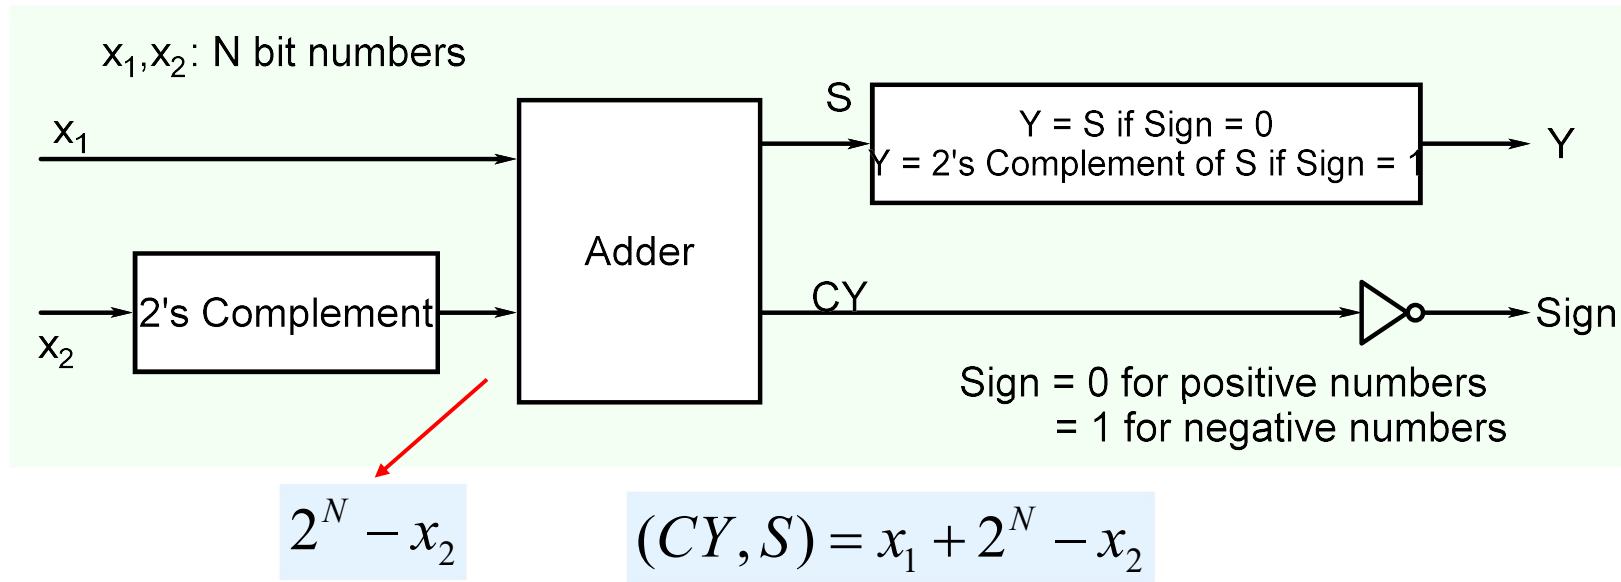 x₁,x₂: N bit numbers
x₁
S
Y = S if Sign = 0
Y = 2's Complement of S if Sign = 1
Y
Adder
2's Complement
x₂
CY
Sign
Sign = 0 for positive numbers
= 1 for negative numbers
2^N − x₂
(CY, S) = x₁ + 2^N − x₂